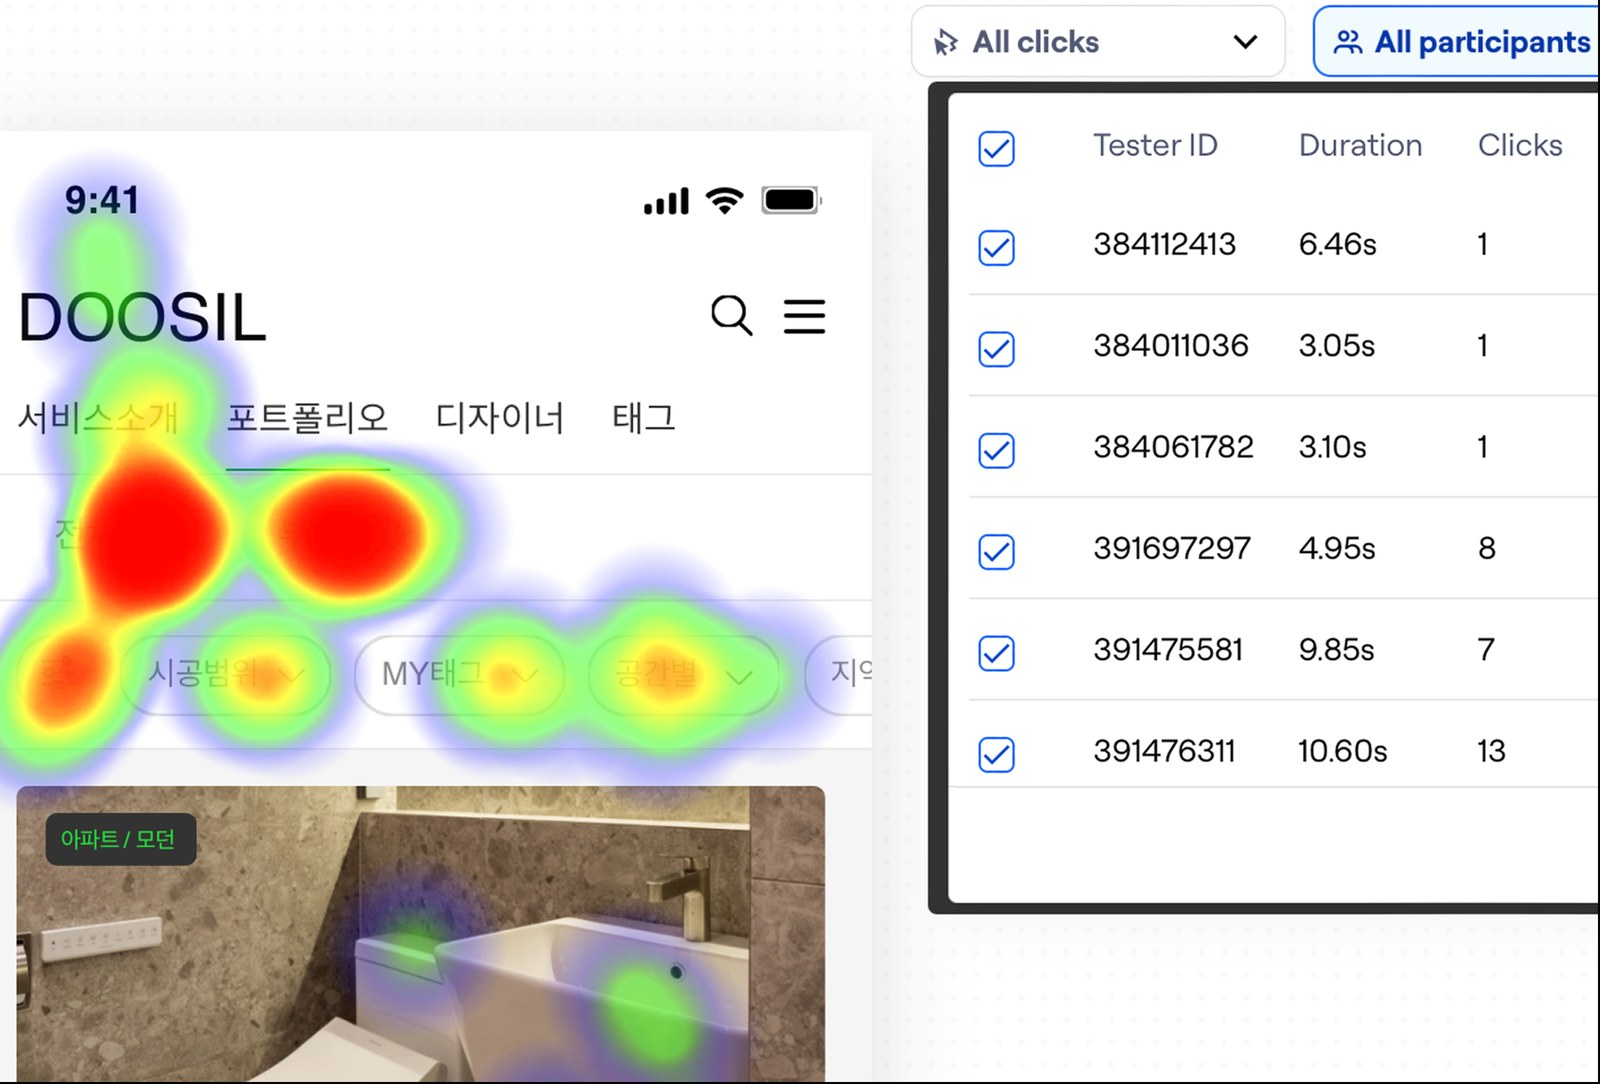 All clicks
All participants
Tester ID Duration Clicks
384112413 6.46s 1
384011036 3.05s 1
384061782 3.10s 1
391697297 4.95s 8
391475581 9.85s 7
391476311 10.60s 13
9:41
DOOSIL
서비스소개 포트폴리오 디자이너 태그
시공범위 MY태그 공간별
아파트 / 모던